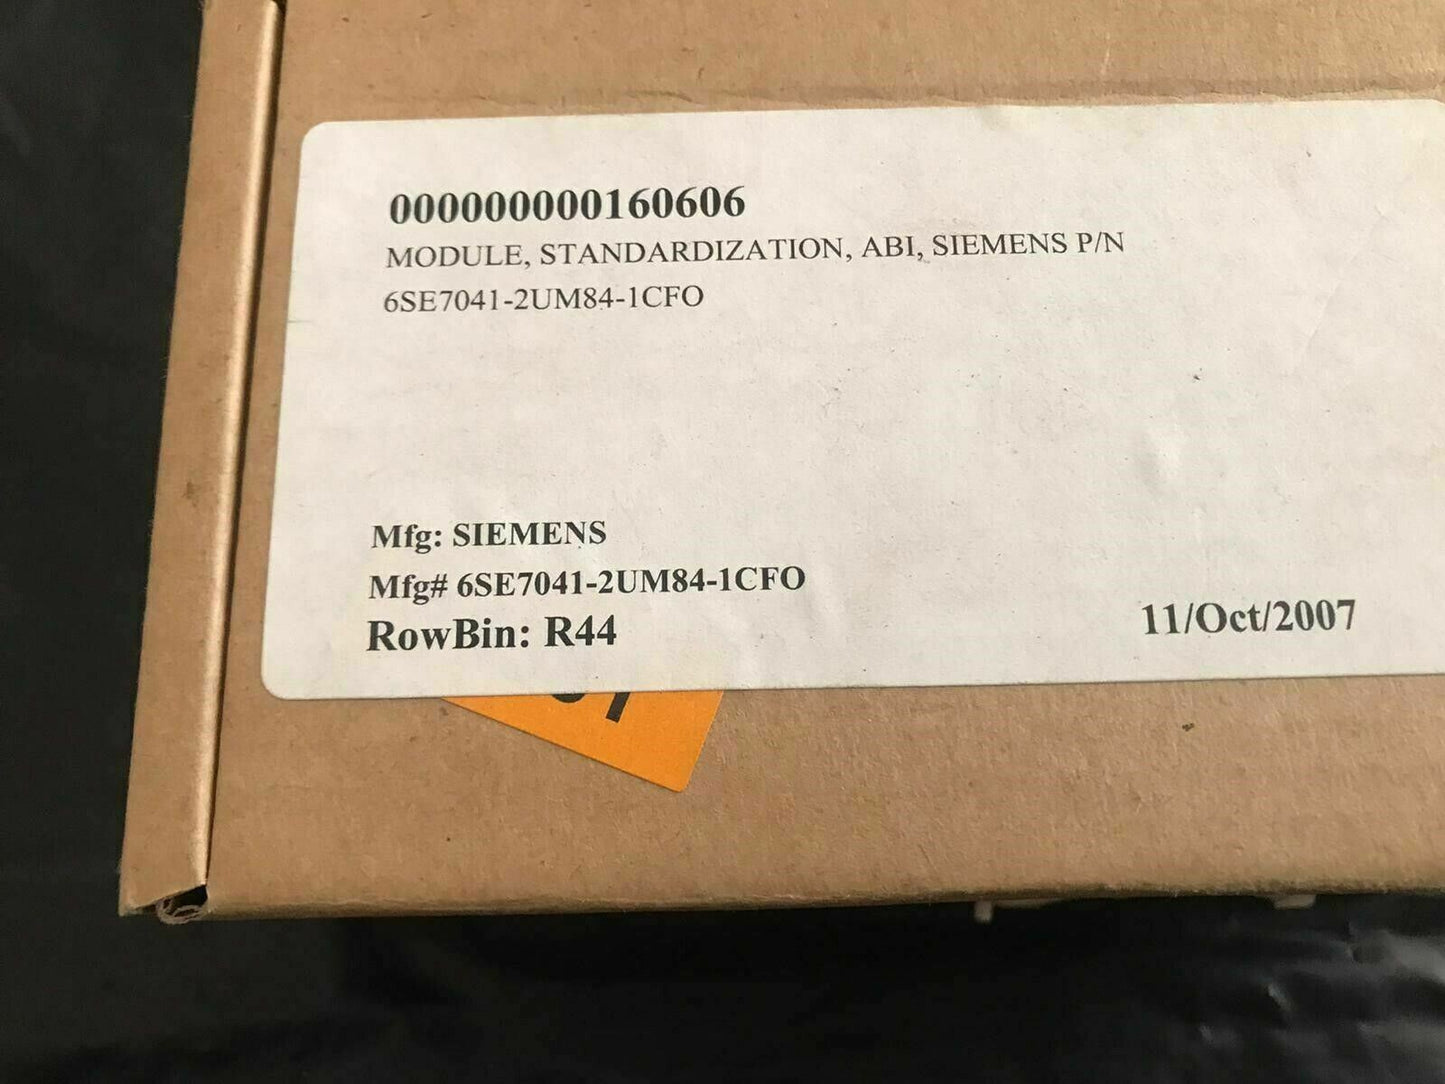 000000000160606
MODULE, STANDARDIZATION, ABI, SIEMENS P/N
6SE7041-2UM84-1CFO
Mfg: SIEMENS
Mfg# 6SE7041-2UM84-1CFO
RowBin: R44
11/Oct/2007